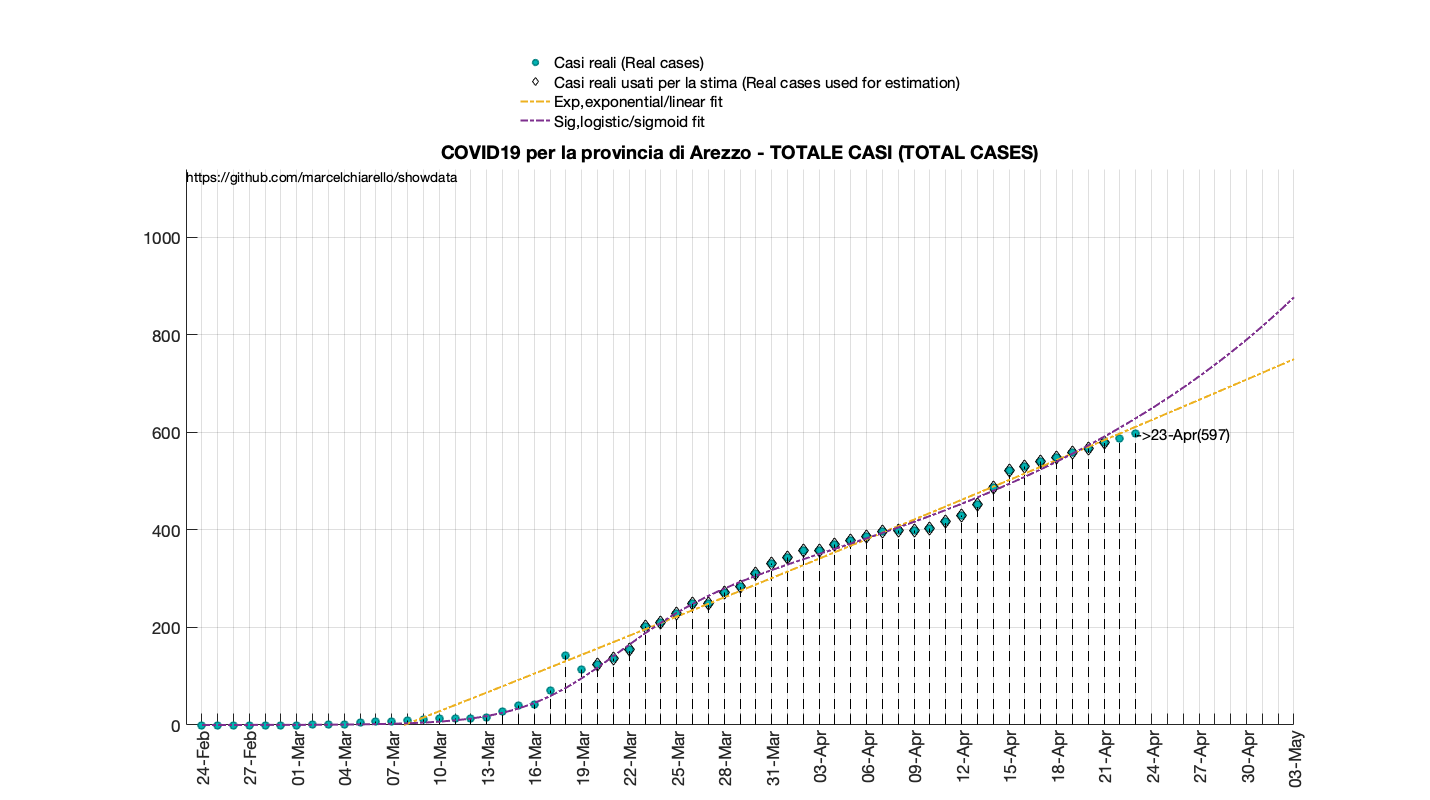 Casi reali (Real cases)
Casi reali usati per la stima (Real cases used for estimation)
Exp,exponential/linear fit
Sig,logistic/sigmoid fit
COVID19 per la provincia di Arezzo - TOTALE CASI (TOTAL CASES)
https://github.com/marcelchiarello/showdata
1000
800
600
400
200
0
->23-Apr(597)
24-Feb
27-Feb
01-Mar
04-Mar
07-Mar
10-Mar
13-Mar
16-Mar
19-Mar
22-Mar
25-Mar
28-Mar
31-Mar
03-Apr
06-Apr
09-Apr
12-Apr
15-Apr
18-Apr
21-Apr
24-Apr
27-Apr
30-Apr
03-May